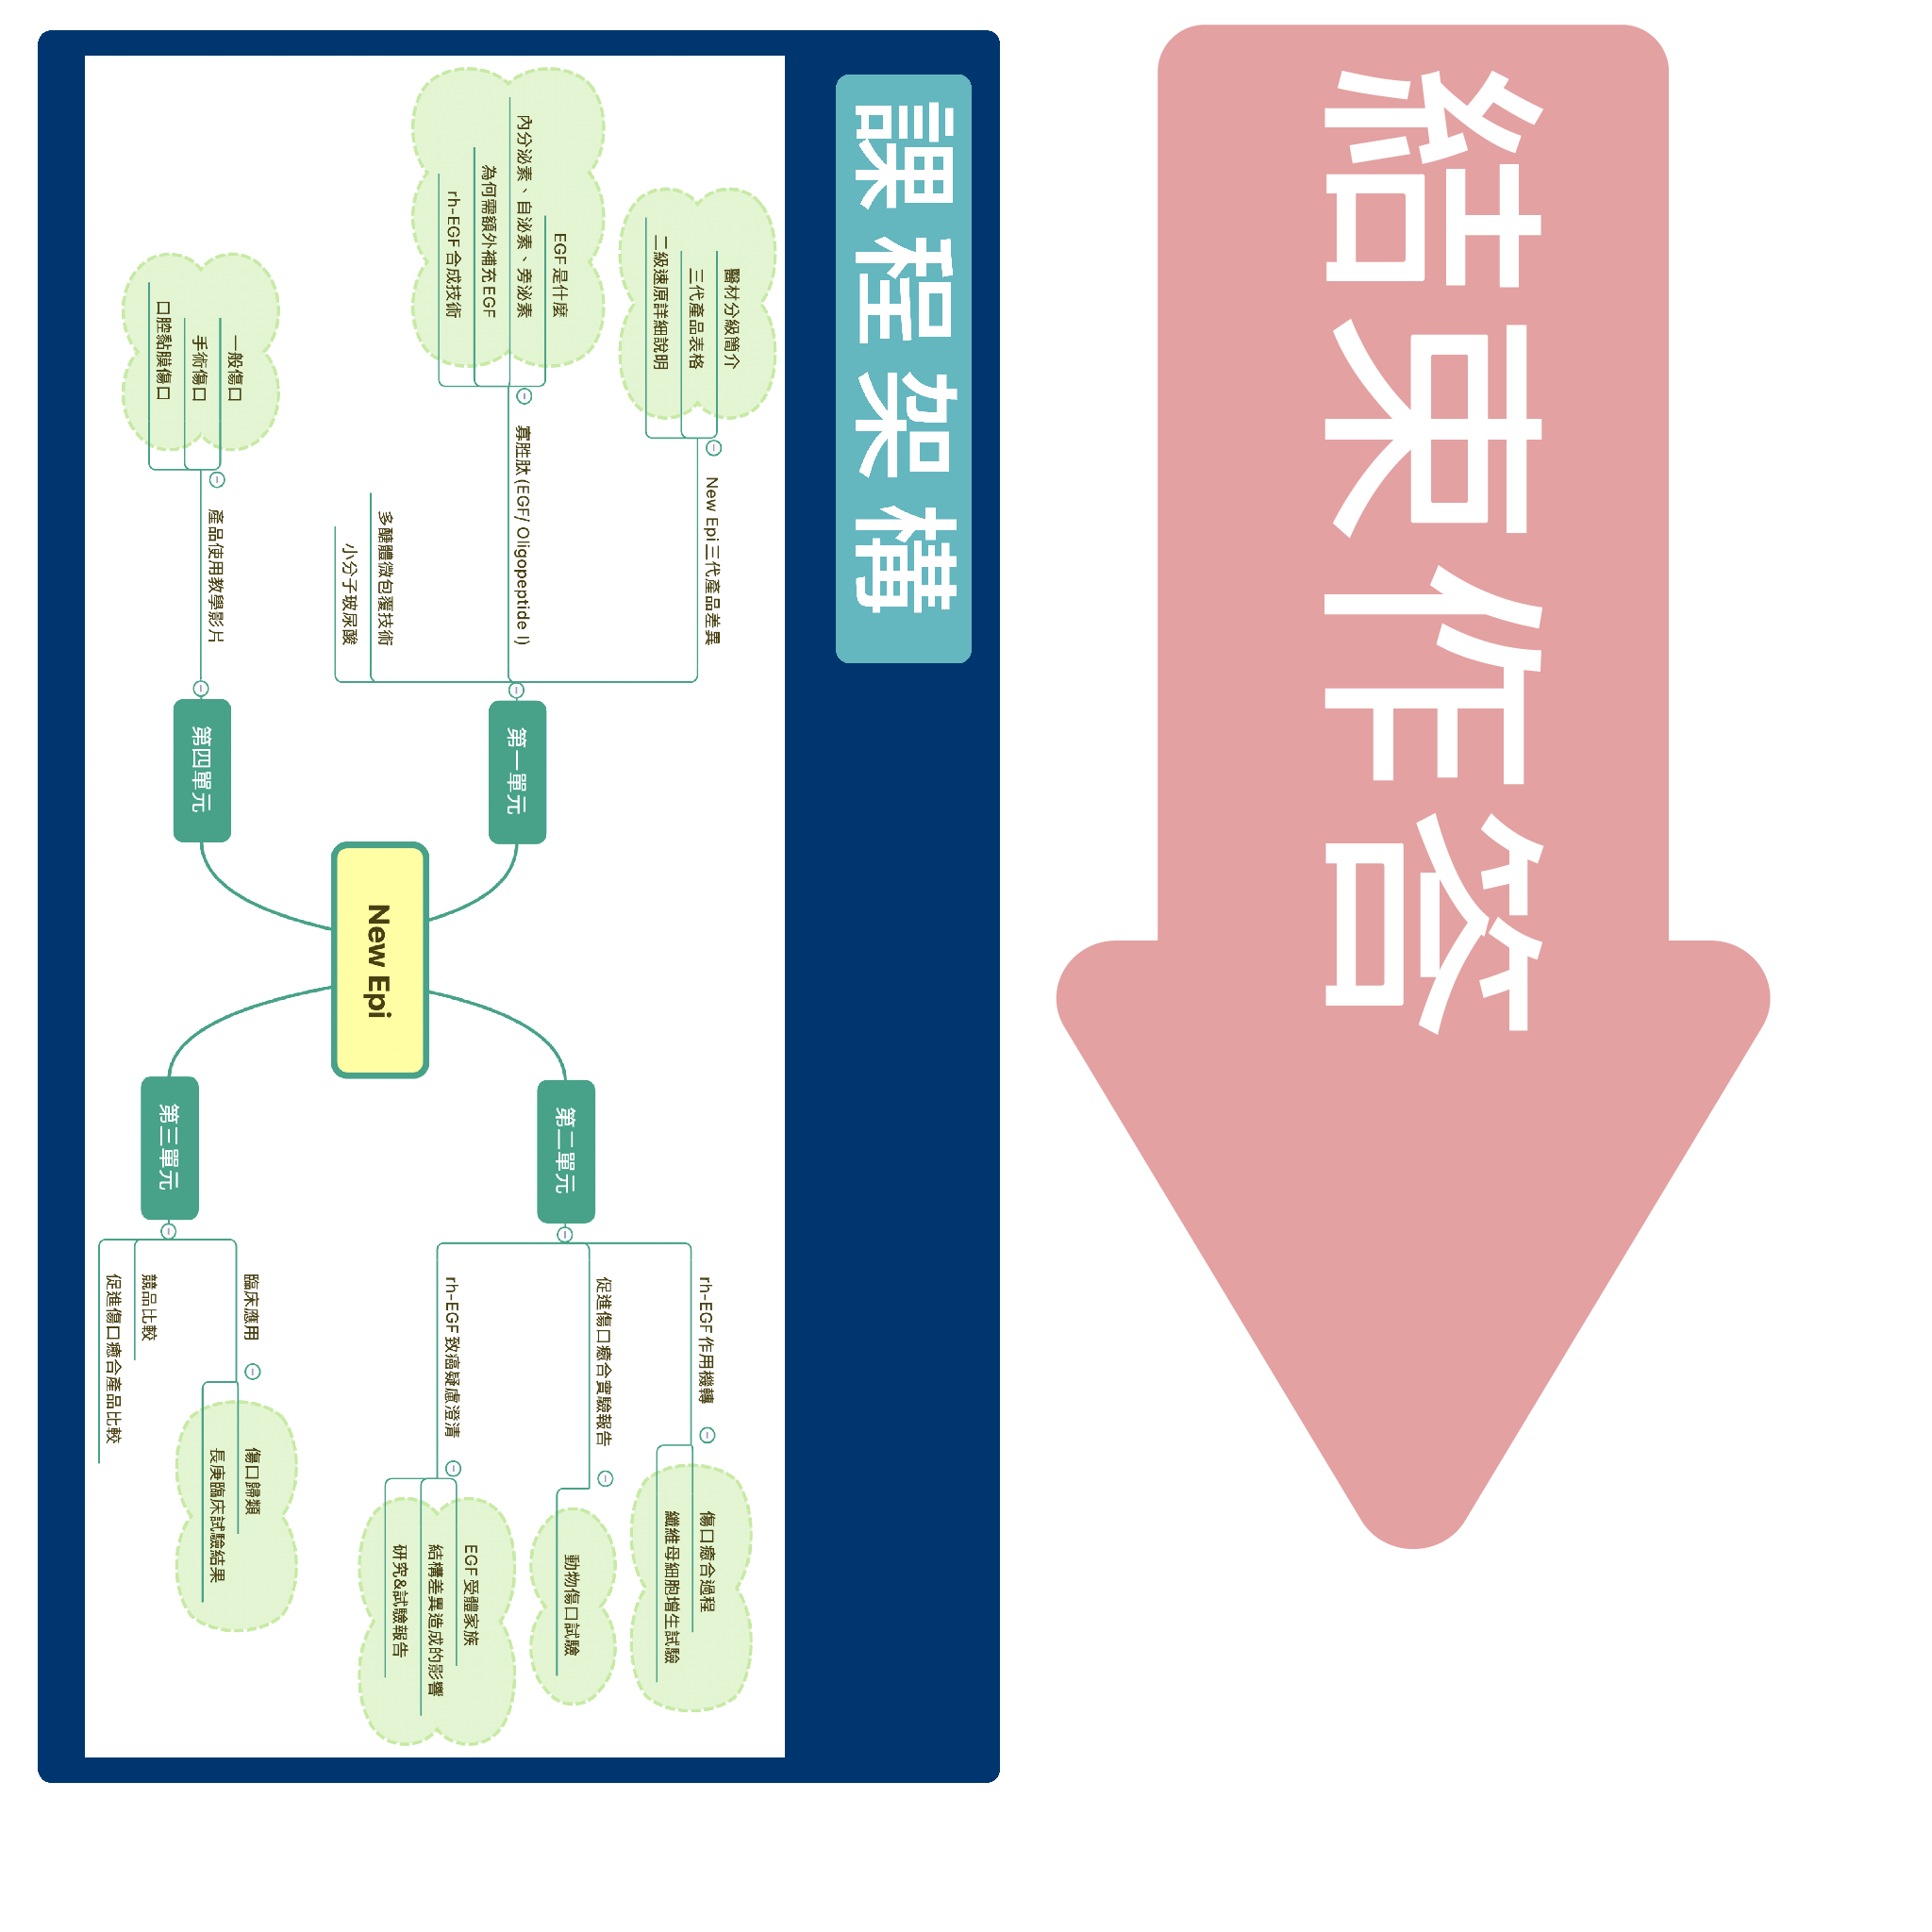 結束作答
課程架構
New Epi
第一單元
New Epi三代產品差異
醫材分級簡介
三代產品表格
二級速原詳細說明
寡胜肽 (EGF/ Oligopeptide I)
EGF是什麼
內分泌素、自泌素、旁泌素
為何需額外補充EGF
rh-EGF合成技術
多醣體微包覆技術
小分子玻尿酸
第二單元
rh-EGF作用機轉
傷口癒合過程
纖維母細胞增生試驗
促進傷口癒合實驗報告
動物傷口試驗
rh-EGF致癌疑慮澄清
EGF受體家族
結構差異造成的影響
研究&試驗報告
第三單元
臨床應用
傷口歸類
長庚臨床試驗結果
競品比較
促進傷口癒合產品比較
第四單元
產品使用教學影片
一般傷口
手術傷口
口腔黏膜傷口